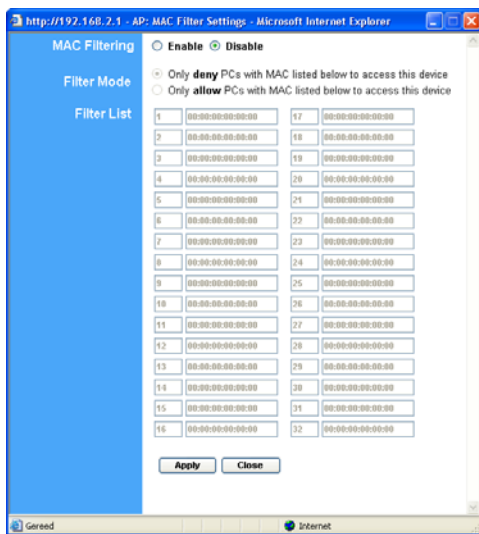 http://192.168.2.1 - AP: MAC Filter Settings - Microsoft Internet Explorer
MAC Filtering Enable Disable
Filter Mode Only deny PCs with MAC listed below to access this device
Only allow PCs with MAC listed below to access this device
Filter List
1 00:00:00:00:00:00 17 00:00:00:00:00:00
2 00:00:00:00:00:00 18 00:00:00:00:00:00
3 00:00:00:00:00:00 19 00:00:00:00:00:00
4 00:00:00:00:00:00 20 00:00:00:00:00:00
5 00:00:00:00:00:00 21 00:00:00:00:00:00
6 00:00:00:00:00:00 22 00:00:00:00:00:00
7 00:00:00:00:00:00 23 00:00:00:00:00:00
8 00:00:00:00:00:00 24 00:00:00:00:00:00
9 00:00:00:00:00:00 25 00:00:00:00:00:00
10 00:00:00:00:00:00 26 00:00:00:00:00:00
11 00:00:00:00:00:00 27 00:00:00:00:00:00
12 00:00:00:00:00:00 28 00:00:00:00:00:00
13 00:00:00:00:00:00 29 00:00:00:00:00:00
14 00:00:00:00:00:00 30 00:00:00:00:00:00
15 00:00:00:00:00:00 31 00:00:00:00:00:00
16 00:00:00:00:00:00 32 00:00:00:00:00:00
Apply Close
Gereed Internet